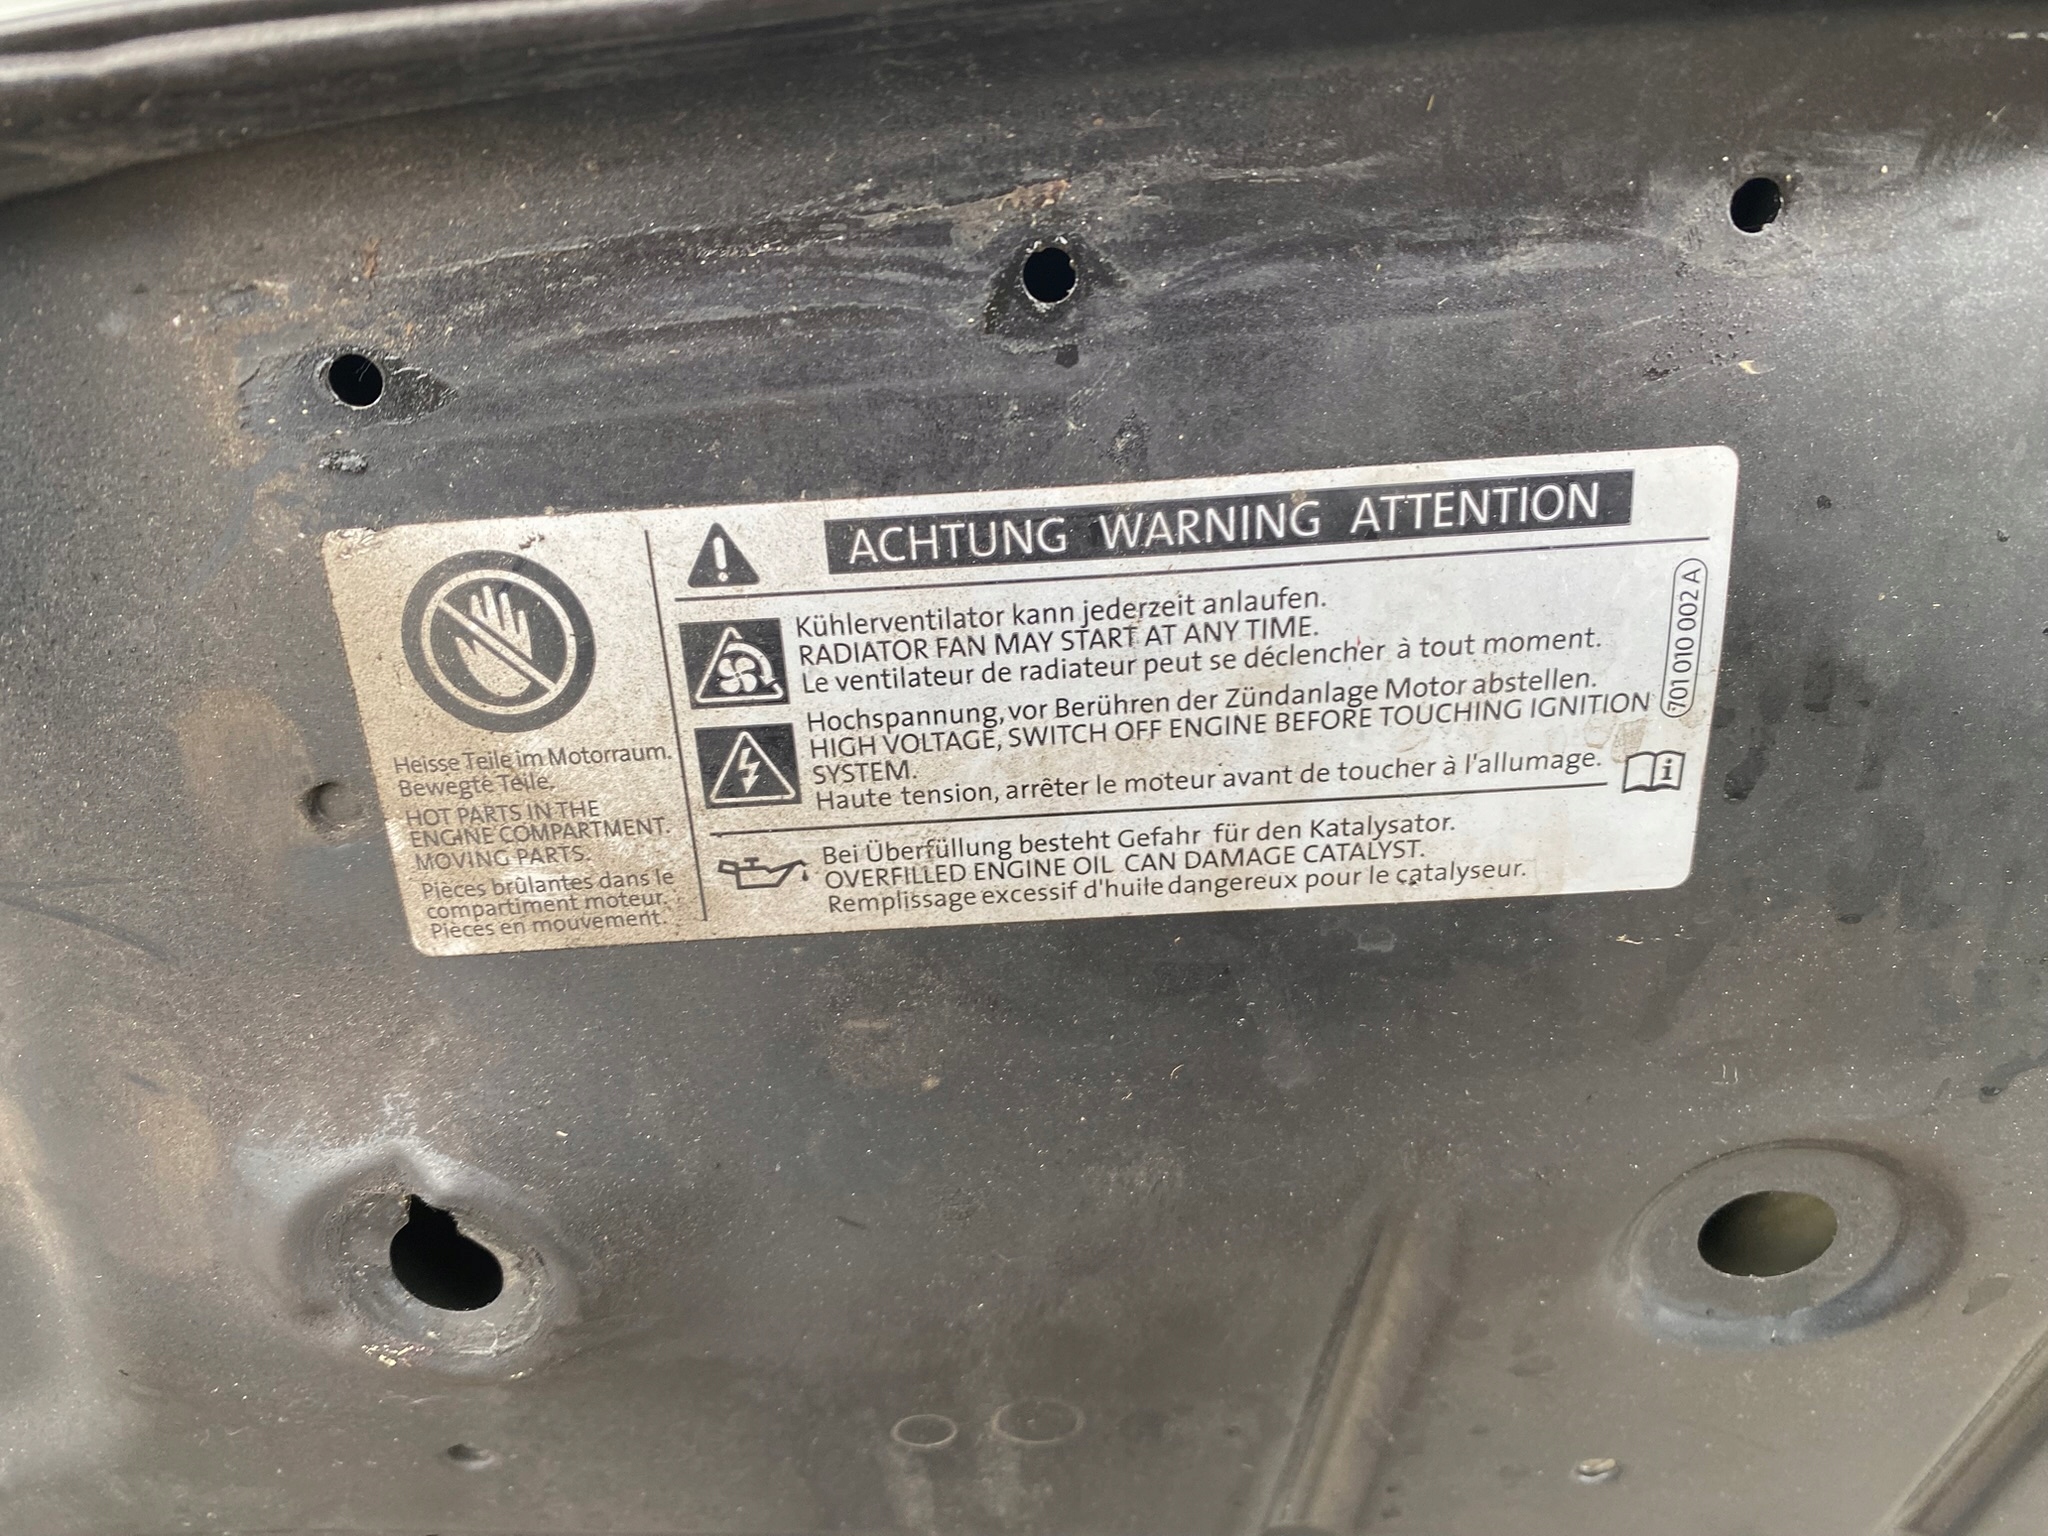 ACHTUNG WARNING ATTENTION
Kühlerventilator kann jederzeit anlaufen.
RADIATOR FAN MAY START AT ANY TIME.
Le ventilateur de radiateur peut se déclencher à tout moment.
Hochspannung, vor Berühren der Zündanlage Motor abstellen.
HIGH VOLTAGE, SWITCH OFF ENGINE BEFORE TOUCHING IGNITION
SYSTEM.
Haute tension, arrêter le moteur avant de toucher à l'allumage.
Bei Überfüllung besteht Gefahr für den Katalysator.
OVERFILLED ENGINE OIL CAN DAMAGE CATALYST.
Remplissage excessif d'huile dangereux pour le catalyseur.
Heisse Teile im Motorraum.
Bewegte Teile.
HOT PARTS IN THE
ENGINE COMPARTMENT.
MOVING PARTS.
Pièces brûlantes dans le
compartiment moteur.
Pièces en mouvement.
701 010 002 A
i